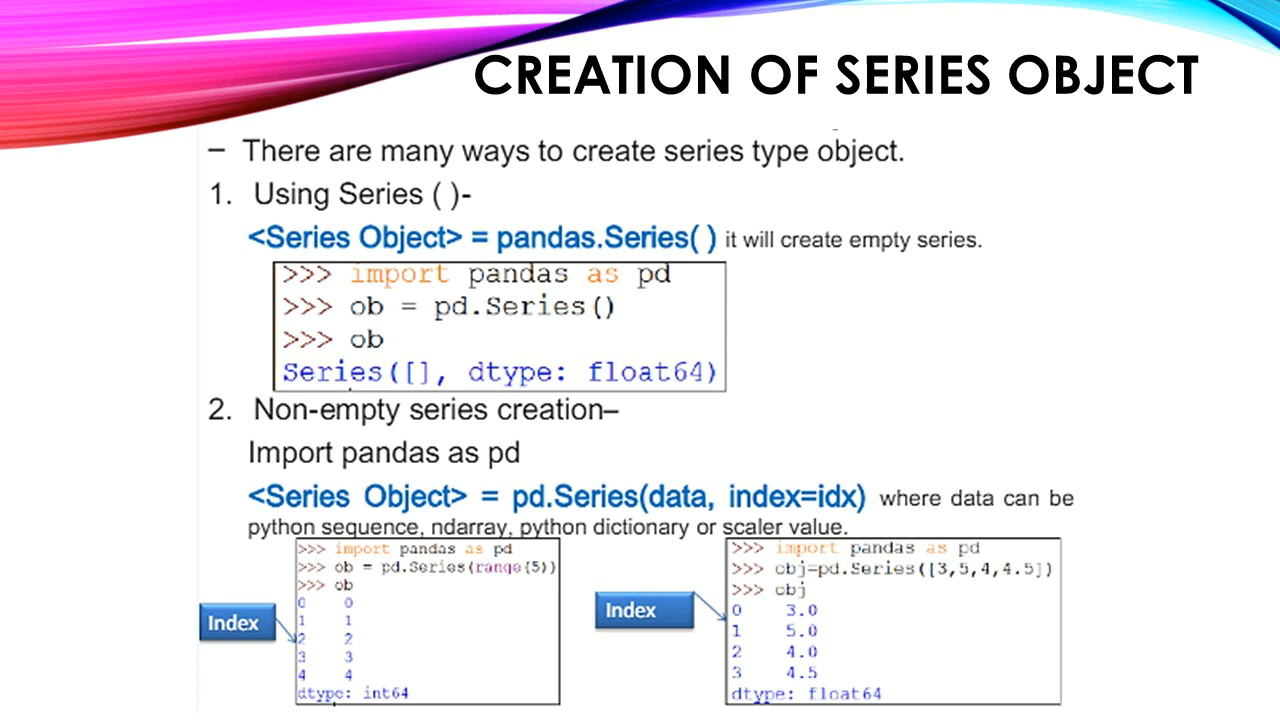 CREATION OF SERIES OBJECT
– There are many ways to create series type object.
1. Using Series ( )-
<Series Object> = pandas.Series( ) it will create empty series.
>>> import pandas as pd
>>> ob = pd.Series()
>>> ob
Series([], dtype: float64)
2. Non-empty series creation–
Import pandas as pd
<Series Object> = pd.Series(data, index=idx) where data can be
python sequence, ndarray, python dictionary or scaler value.
>>> import pandas as pd
>>> ob = pd.Series(range(5))
>>> ob
0 0
1 1
2 2
3 3
4 4
dtype: int64
Index
>>> import pandas as pd
>>> obj=pd.Series([3,5,4,4.5])
>>> obj
0 3.0
1 5.0
2 4.0
3 4.5
dtype: float64
Index